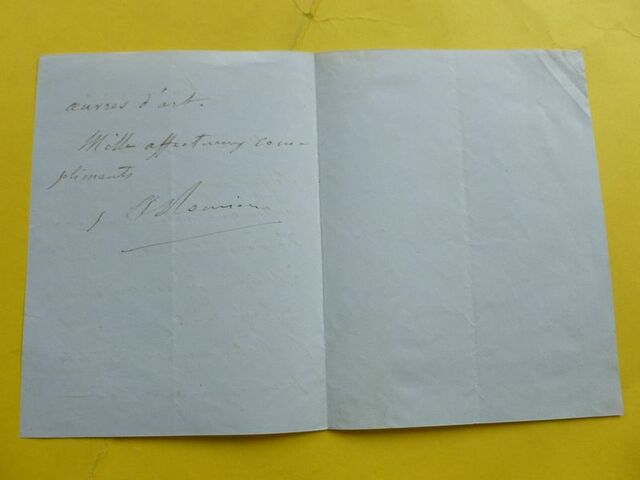 œuvres d'art.
Mille affectueux com-
pliments